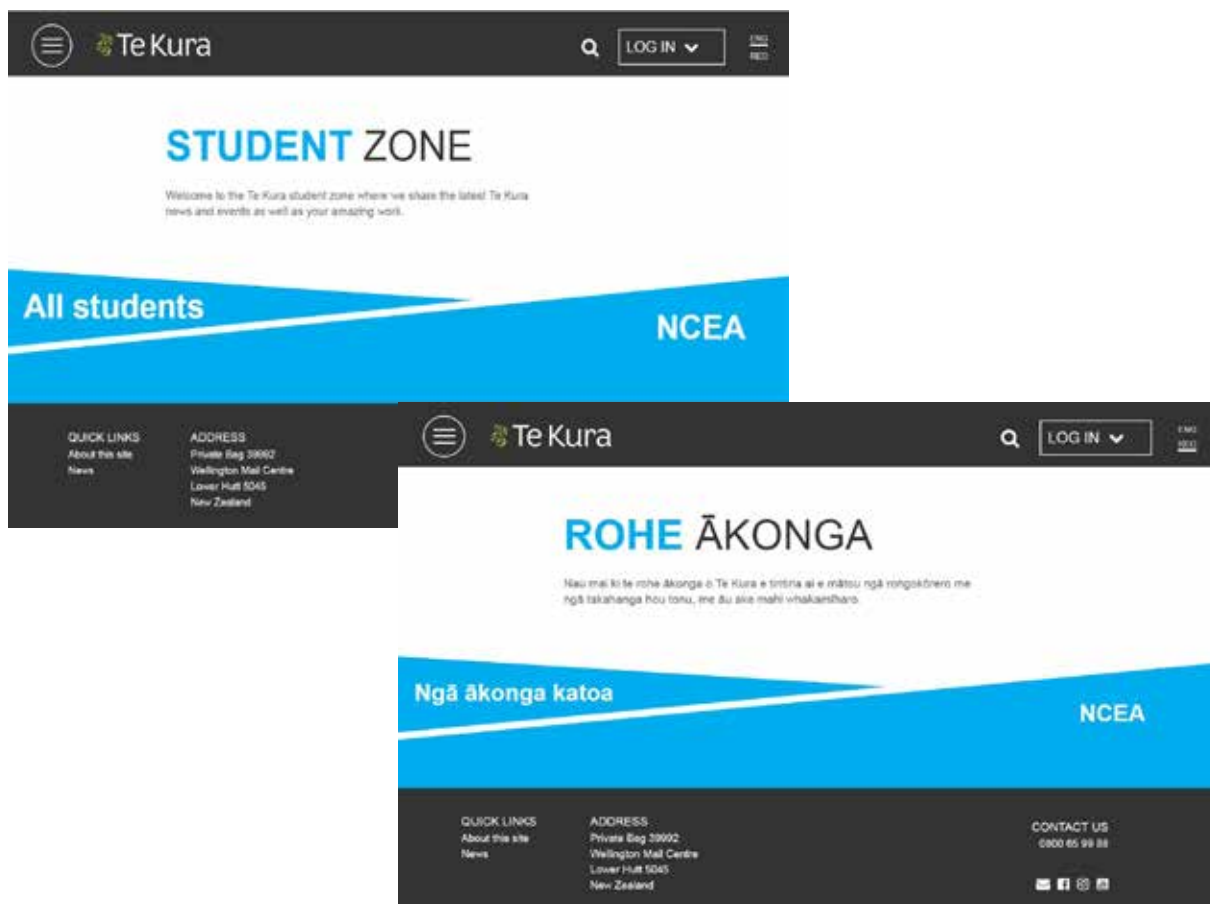 Te Kura
LOG IN
ENG
REO
STUDENT ZONE
Welcome to the Te Kura student zone where we share the latest Te Kura
news and events as well as your amazing work.
All students
NCEA
QUICK LINKS
About this site
News
ADDRESS
Private Bag 39992
Wellington Mail Centre
Lower Hutt 5045
New Zealand
Te Kura
LOG IN
ENG
REO
ROHE ĀKONGA
Nau mai ki te rohe ākonga o Te Kura e tiritiria ai e mātou ngā rongokōrero me
ngā takahanga hou tonu, me āu ake mahi whakamīharo.
Ngā ākonga katoa
NCEA
QUICK LINKS
About this site
News
ADDRESS
Private Bag 39992
Wellington Mail Centre
Lower Hutt 5045
New Zealand
CONTACT US
0800 65 99 88